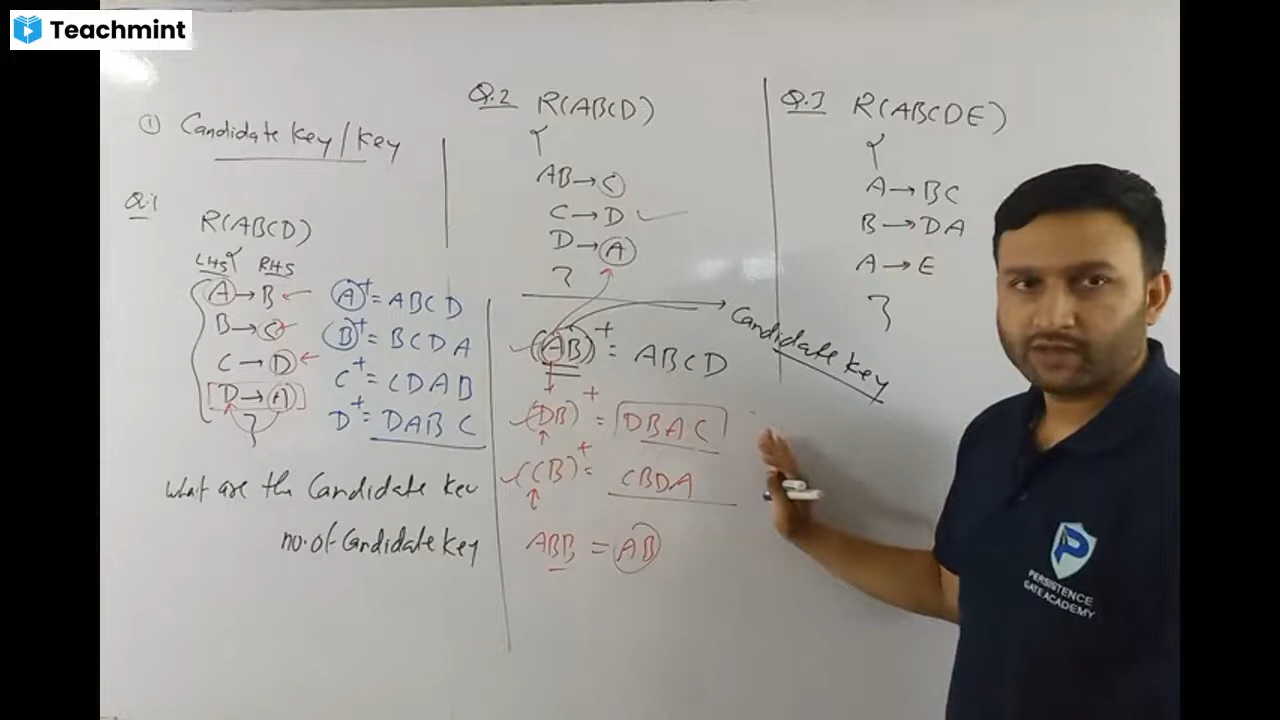 Teachmint
① Candidate Key/Key
Q.1
R(ABCD)
LHS { RHS
A→B
B→C
C→D
[D→A]
}
A+ = ABCD
(B)+ = BCDA
C+ = CDAB
D+ = DABC
What are the Candidate Key
no. of Candidate Key
Q.2 R(ABCD)
{
AB→C
C→D
D→A
}
(AB)+ = ABCD
Candidate Key
(DB)+ = DBAC
(CB)+ = CBDA
ABB = AB
Q.3 R(ABCDE)
{
A→BC
B→DA
A→E
}
PERSISTENCE
GATE ACADEMY